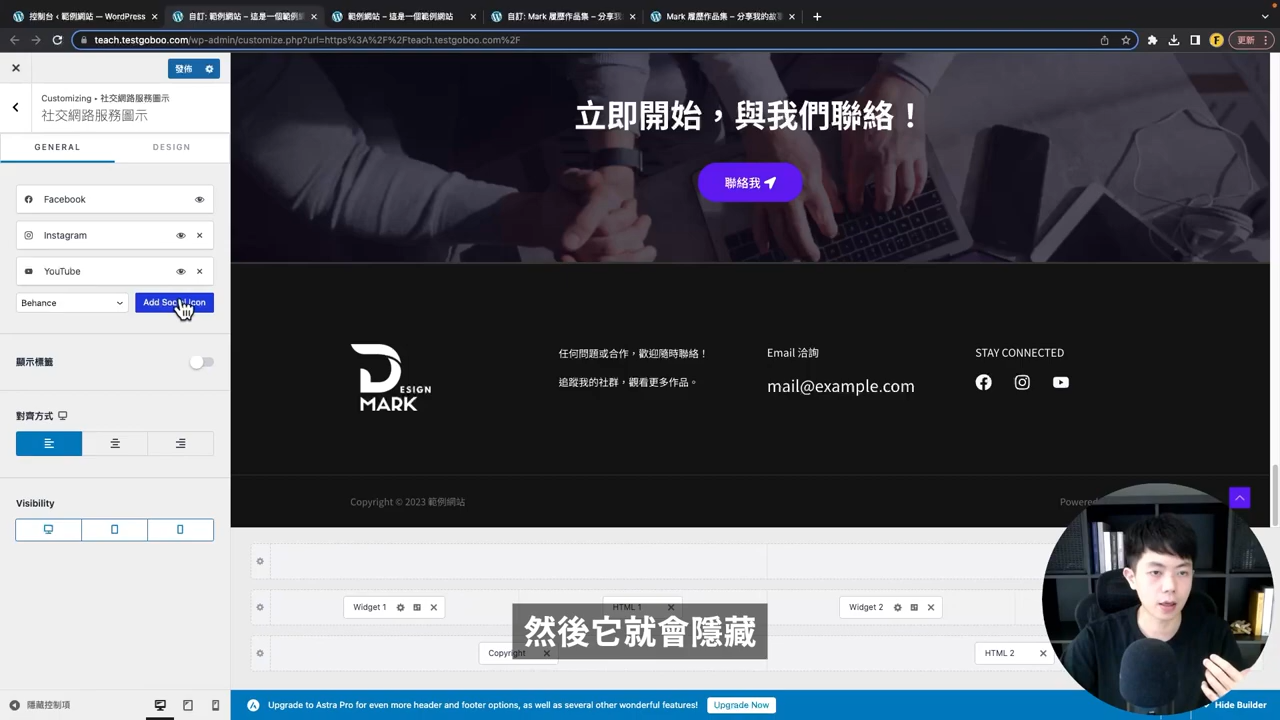 控制台 ‹ 範例網站 — WordPress
自訂: 範例網站 – 這是一個範例
範例網站 – 這是一個範例網站
自訂: Mark 履歷作品集 – 分享我
Mark 履歷作品集 – 分享我的故事
teach.testgoboo.com/wp-admin/customize.php?url=https%3A%2F%2Fteach.testgoboo.com%2F
F
更新
發佈
Customizing • 社交網路服務圖示
社交網路服務圖示
GENERAL
DESIGN
Facebook
Instagram
YouTube
Behance
Add Social Icon
顯示標籤
對齊方式
Visibility
隱藏控制項
立即開始，與我們聯絡！
聯絡我
D
ESIGN
MARK
任何問題或合作，歡迎隨時聯絡！
追蹤我的社群，觀看更多作品。
Email 洽詢
mail@example.com
STAY CONNECTED
Copyright © 2023 範例網站
Powered
Widget 1
HTML 1
Widget 2
然後它就會隱藏
Copyright
HTML 2
Upgrade to Astra Pro for even more header and footer options, as well as several other wonderful features!
Upgrade Now
Hide Builder